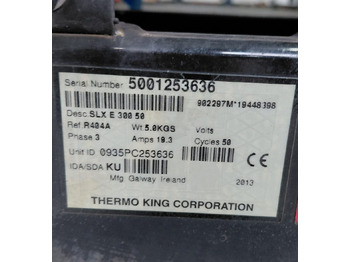 Serial Number 5001253636
902297M*19448398
Desc.SLX E 300 50
Ref.R404A Wt.5.0KGS volts
Phase 3 Amps 19.3 Cycles 50
Unit ID 0935PC253636
IDA/SDA KU CE
Mfg Galway Ireland 2013
THERMO KING CORPORATION